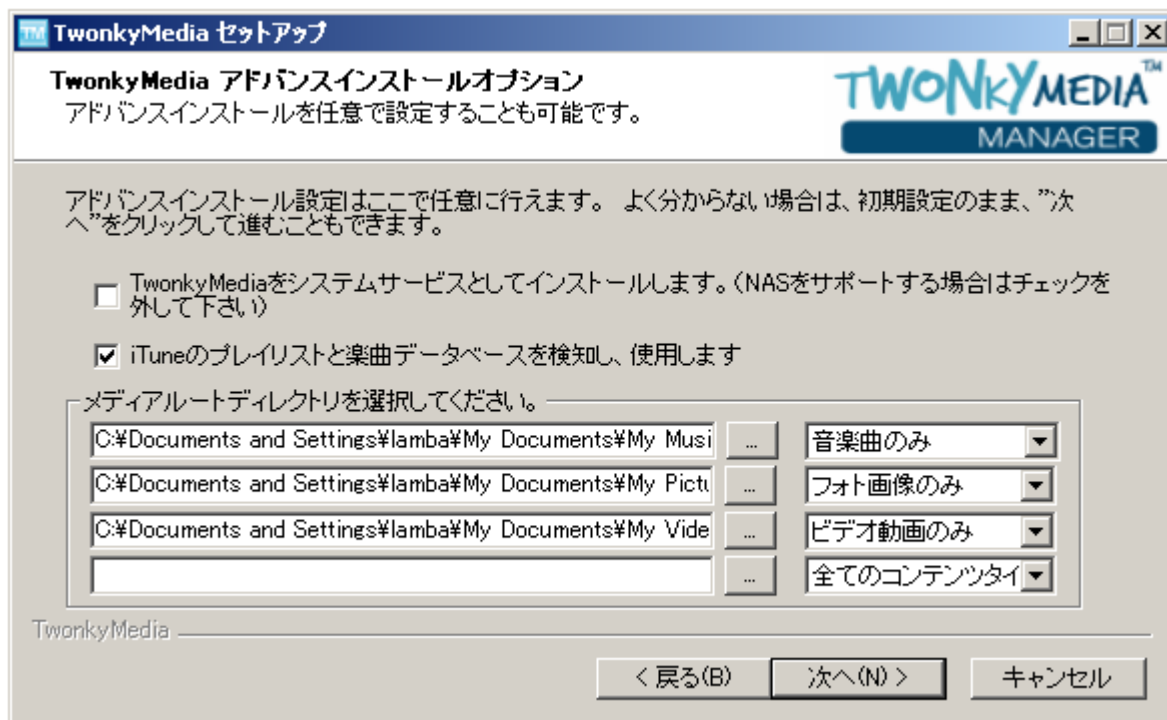 TM TwonkyMedia セットアップ
TwonkyMedia アドバンスインストールオプション
アドバンスインストールを任意で設定することも可能です。
TWONKYMEDIA™
MANAGER
アドバンスインストール設定はここで任意に行えます。 よく分からない場合は、初期設定のまま、”次
へ”をクリックして進むこともできます。
TwonkyMediaをシステムサービスとしてインストールします。(NASをサポートする場合はチェックを
外して下さい)
iTuneのプレイリストと楽曲データベースを検知し、使用します
メディアルートディレクトリを選択してください。
C:¥Documents and Settings¥lamba¥My Documents¥My Musi ... 音楽曲のみ
C:¥Documents and Settings¥lamba¥My Documents¥My Pictu ... フォト画像のみ
C:¥Documents and Settings¥lamba¥My Documents¥My Vide ... ビデオ動画のみ
... 全てのコンテンツタイ
TwonkyMedia
< 戻る(B) 次へ(N) > キャンセル